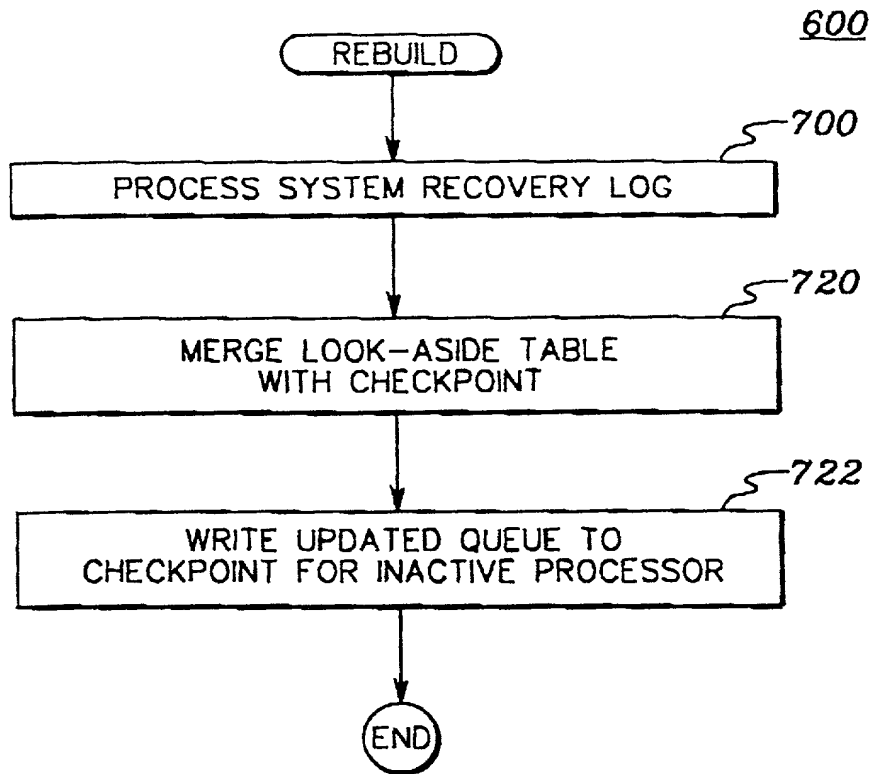 600
REBUILD
700
PROCESS SYSTEM RECOVERY LOG
720
MERGE LOOK-ASIDE TABLE
WITH CHECKPOINT
722
WRITE UPDATED QUEUE TO
CHECKPOINT FOR INACTIVE PROCESSOR
END